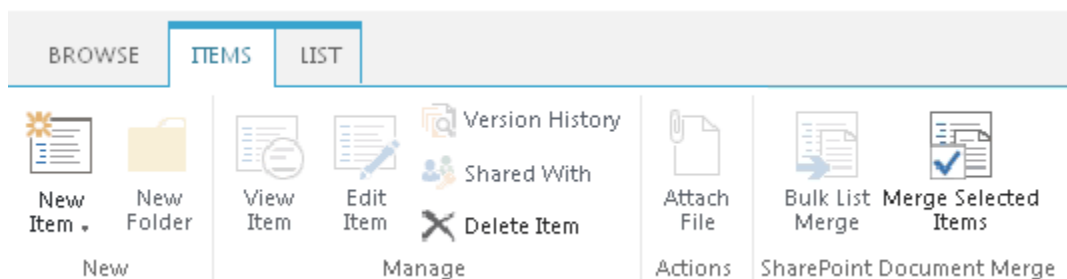 BROWSE ITEMS LIST
New Item
New Folder
View Item
Edit Item
Version History
Shared With
Delete Item
Attach File
Bulk List Merge
Merge Selected Items
New
Manage
Actions
SharePoint Document Merge